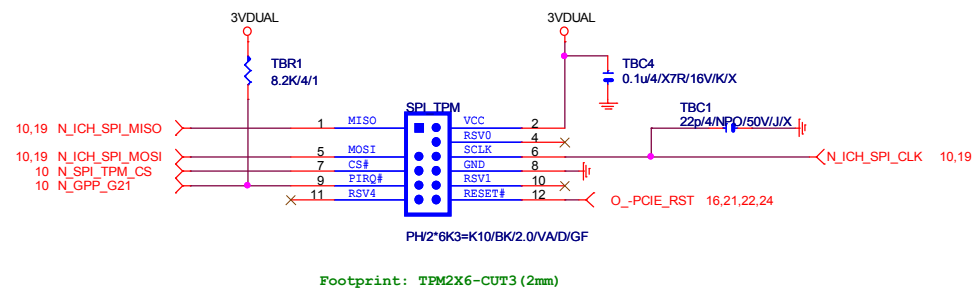 3VDUAL 3VDUAL
TBR1
8.2K/4/1
TBC4
0.1u/4/X7R/16V/K/X
TBC1
22p/4/NPO/50V/J/X
SPI_TPM
10,19 N_ICH_SPI_MISO 1 MISO VCC 2
RSV0 4
10,19 N_ICH_SPI_MOSI 5 MOSI SCLK 6 N_ICH_SPI_CLK 10,19
10 N_SPI_TPM_CS 7 CS# GND 8
10 N_GPP_G21 9 PIRQ# RSV1 10
11 RSV4 RESET# 12 O_-PCIE_RST 16,21,22,24
PH/2*6K3=K10/BK/2.0/VA/D/GF
Footprint: TPM2X6-CUT3(2mm)